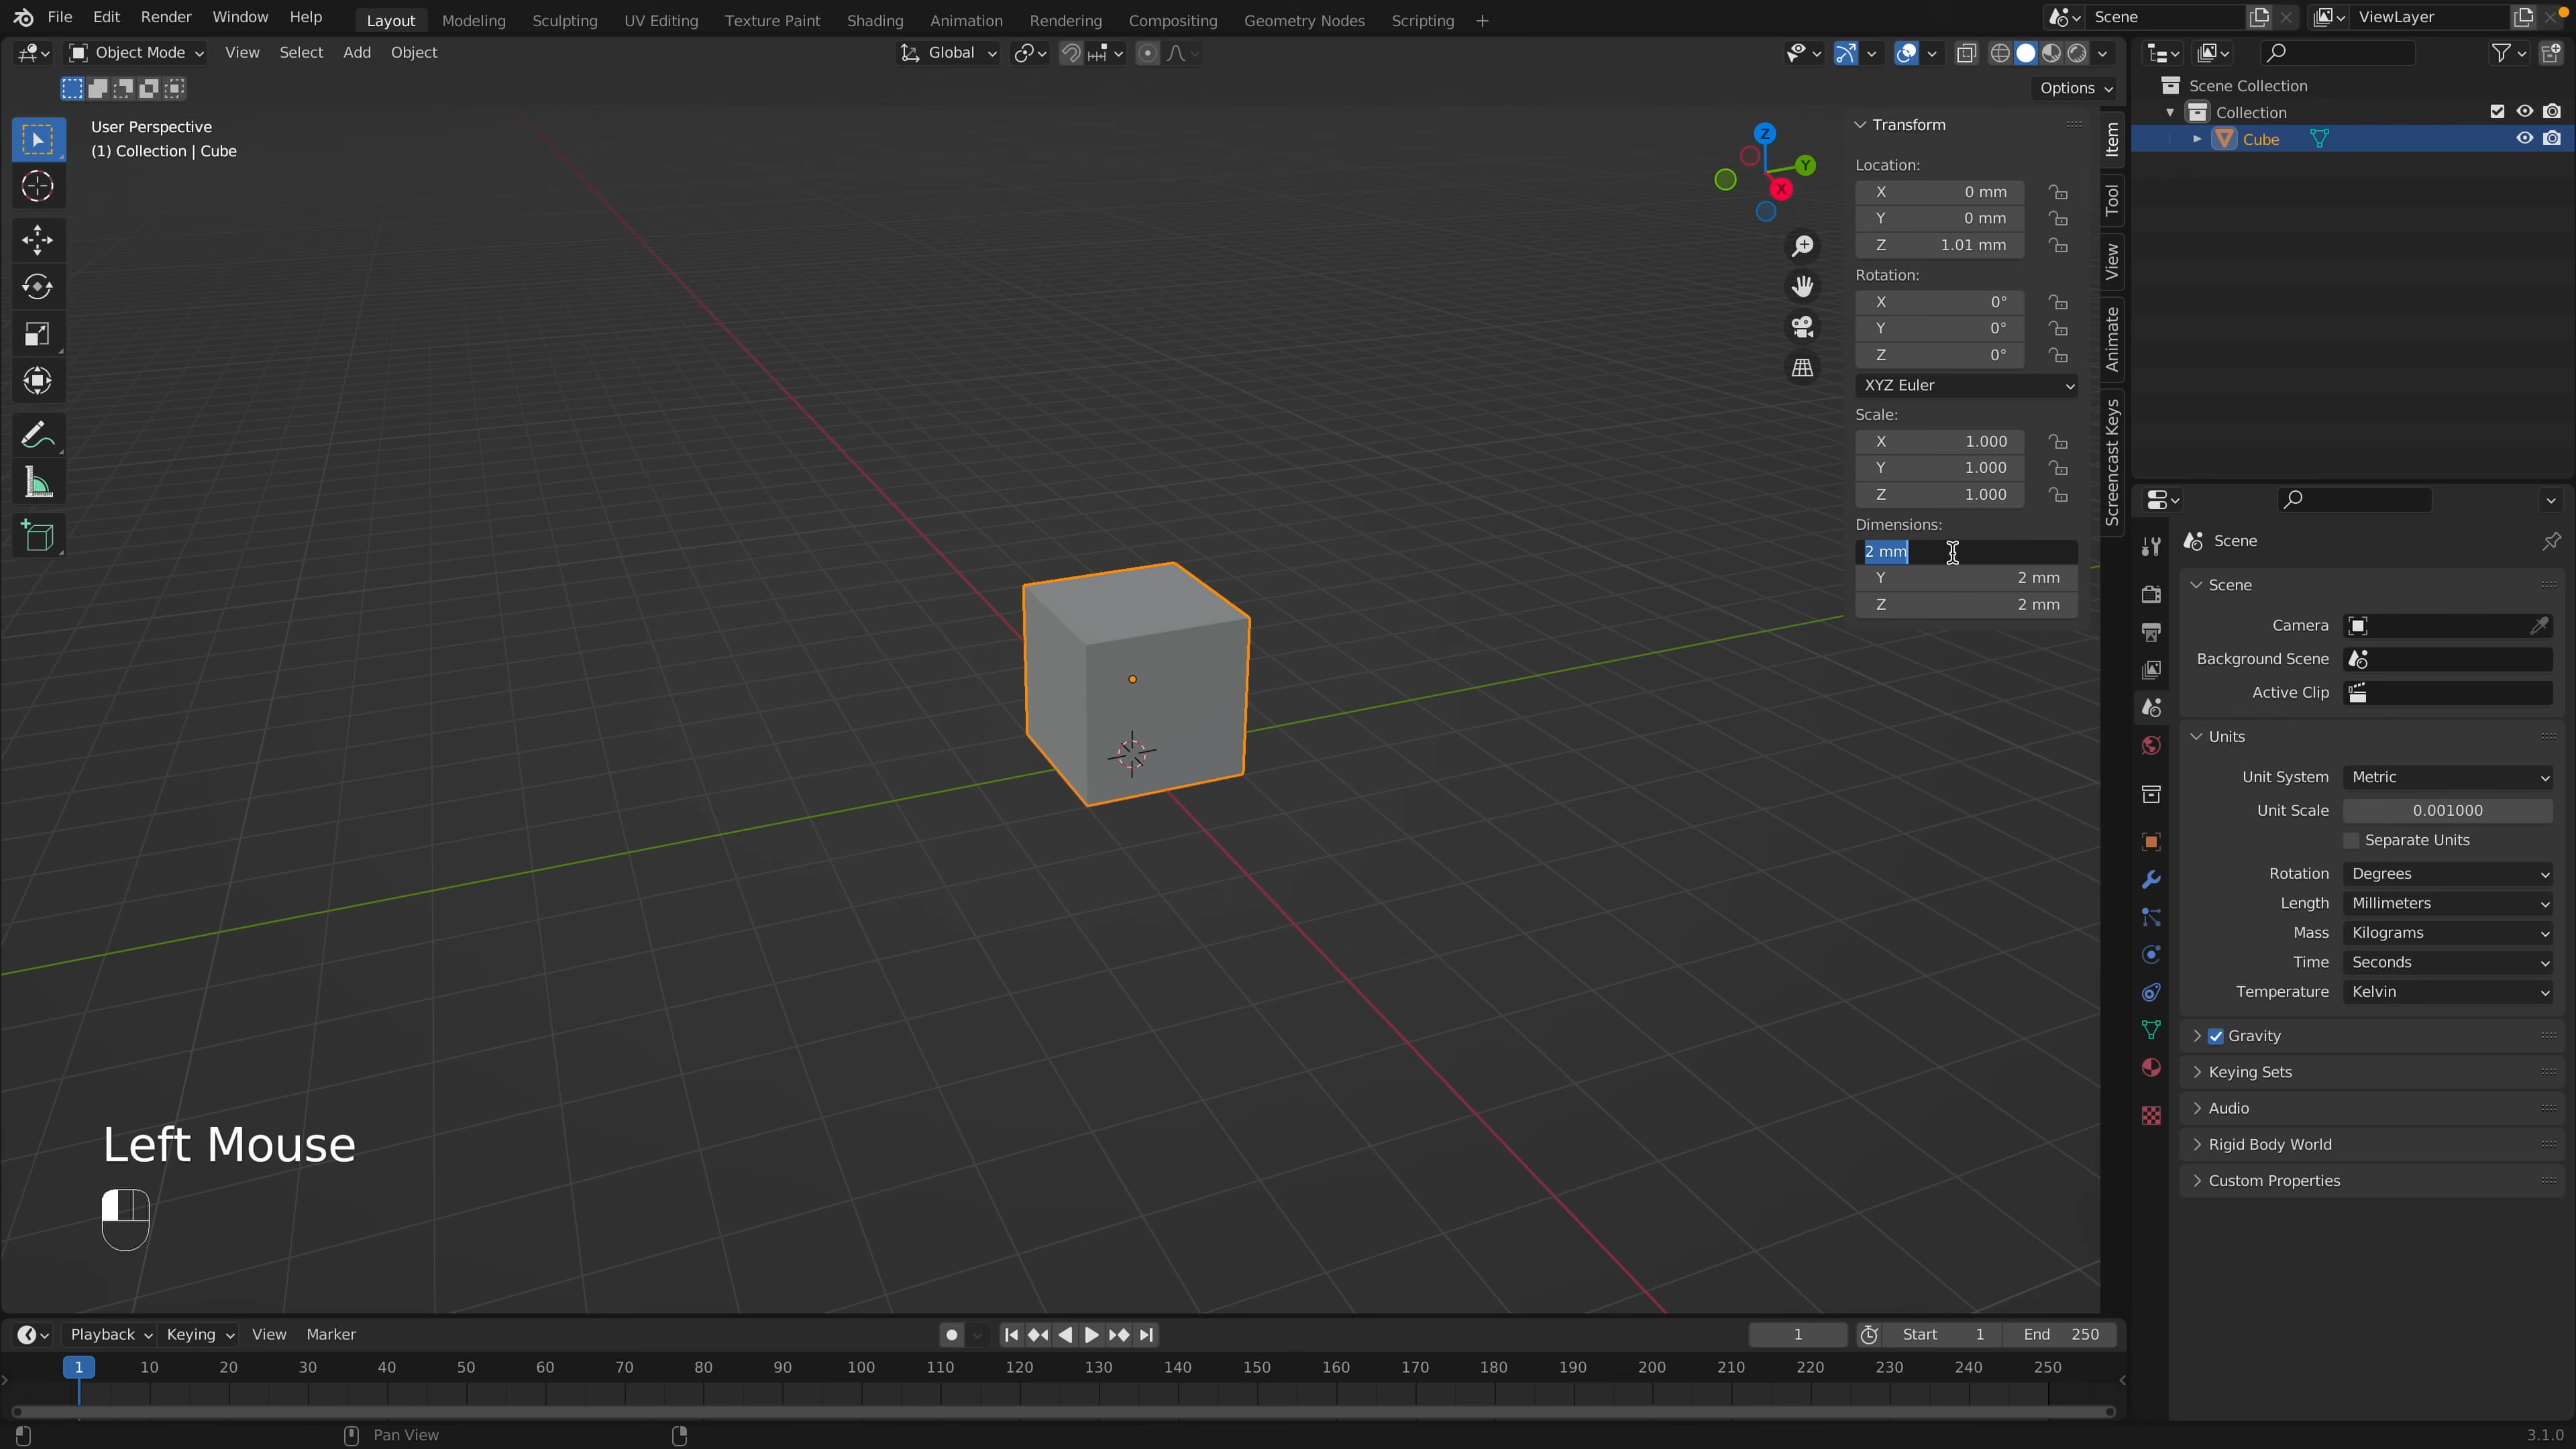 File Edit Render Window Help Layout Modeling Sculpting UV Editing Texture Paint Shading Animation Rendering Compositing Geometry Nodes Scripting + Scene ViewLayer
Object Mode View Select Add Object Global
Options
User Perspective
(1) Collection | Cube
Z
Y
X
Transform
Location:
X 0 mm
Y 0 mm
Z 1.01 mm
Rotation:
X 0°
Y 0°
Z 0°
XYZ Euler
Scale:
X 1.000
Y 1.000
Z 1.000
Dimensions:
2 mm
Y 2 mm
Z 2 mm
Item
Tool
View
Animate
Screencast Keys
Scene Collection
Collection
Cube
Scene
Scene
Camera
Background Scene
Active Clip
Units
Unit System Metric
Unit Scale 0.001000
Separate Units
Rotation Degrees
Length Millimeters
Mass Kilograms
Time Seconds
Temperature Kelvin
Gravity
Keying Sets
Audio
Rigid Body World
Custom Properties
Left Mouse
Playback Keying View Marker 1 Start 1 End 250
1 10 20 30 40 50 60 70 80 90 100 110 120 130 140 150 160 170 180 190 200 210 220 230 240 250
Pan View 3.1.0